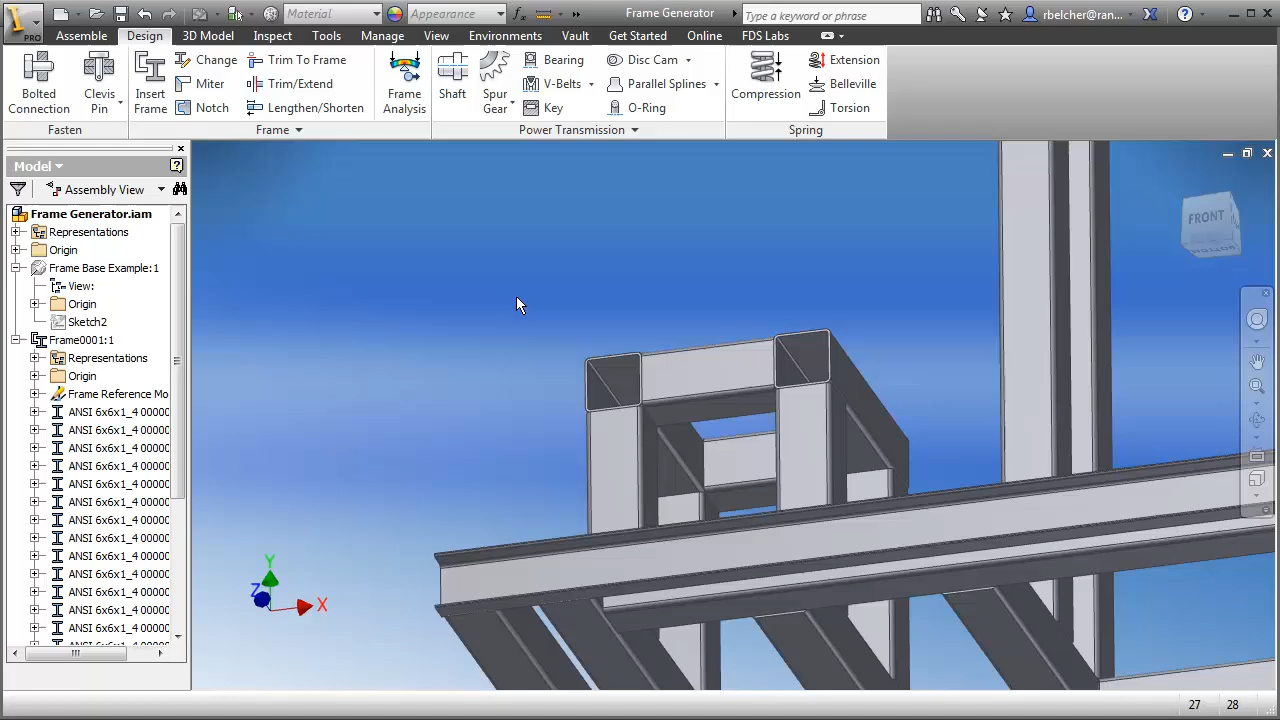 Material
Appearance
Frame Generator
Type a keyword or phrase
rbelcher@ran...
PRO
Assemble Design 3D Model Inspect Tools Manage View Environments Vault Get Started Online FDS Labs
Bolted Connection
Clevis Pin
Insert Frame
Change
Miter
Notch
Trim To Frame
Trim/Extend
Lengthen/Shorten
Frame Analysis
Shaft
Spur Gear
Bearing
V-Belts
Key
Disc Cam
Parallel Splines
O-Ring
Compression
Extension
Belleville
Torsion
Fasten
Frame
Power Transmission
Spring
Model
Assembly View
Frame Generator.iam
Representations
Origin
Frame Base Example:1
View:
Origin
Sketch2
Frame0001:1
Representations
Origin
Frame Reference Mo
ANSI 6x6x1_4 00000
ANSI 6x6x1_4 00000
ANSI 6x6x1_4 00000
ANSI 6x6x1_4 00000
ANSI 6x6x1_4 00000
ANSI 6x6x1_4 00000
ANSI 6x6x1_4 00000
ANSI 6x6x1_4 00000
ANSI 6x6x1_4 00000
ANSI 6x6x1_4 00000
ANSI 6x6x1_4 00000
ANSI 6x6x1_4 00000
ANSI 6x6x1_4 00000
ANSI 6x6x1_4 00000
FRONT
Y
Z
X
27 28